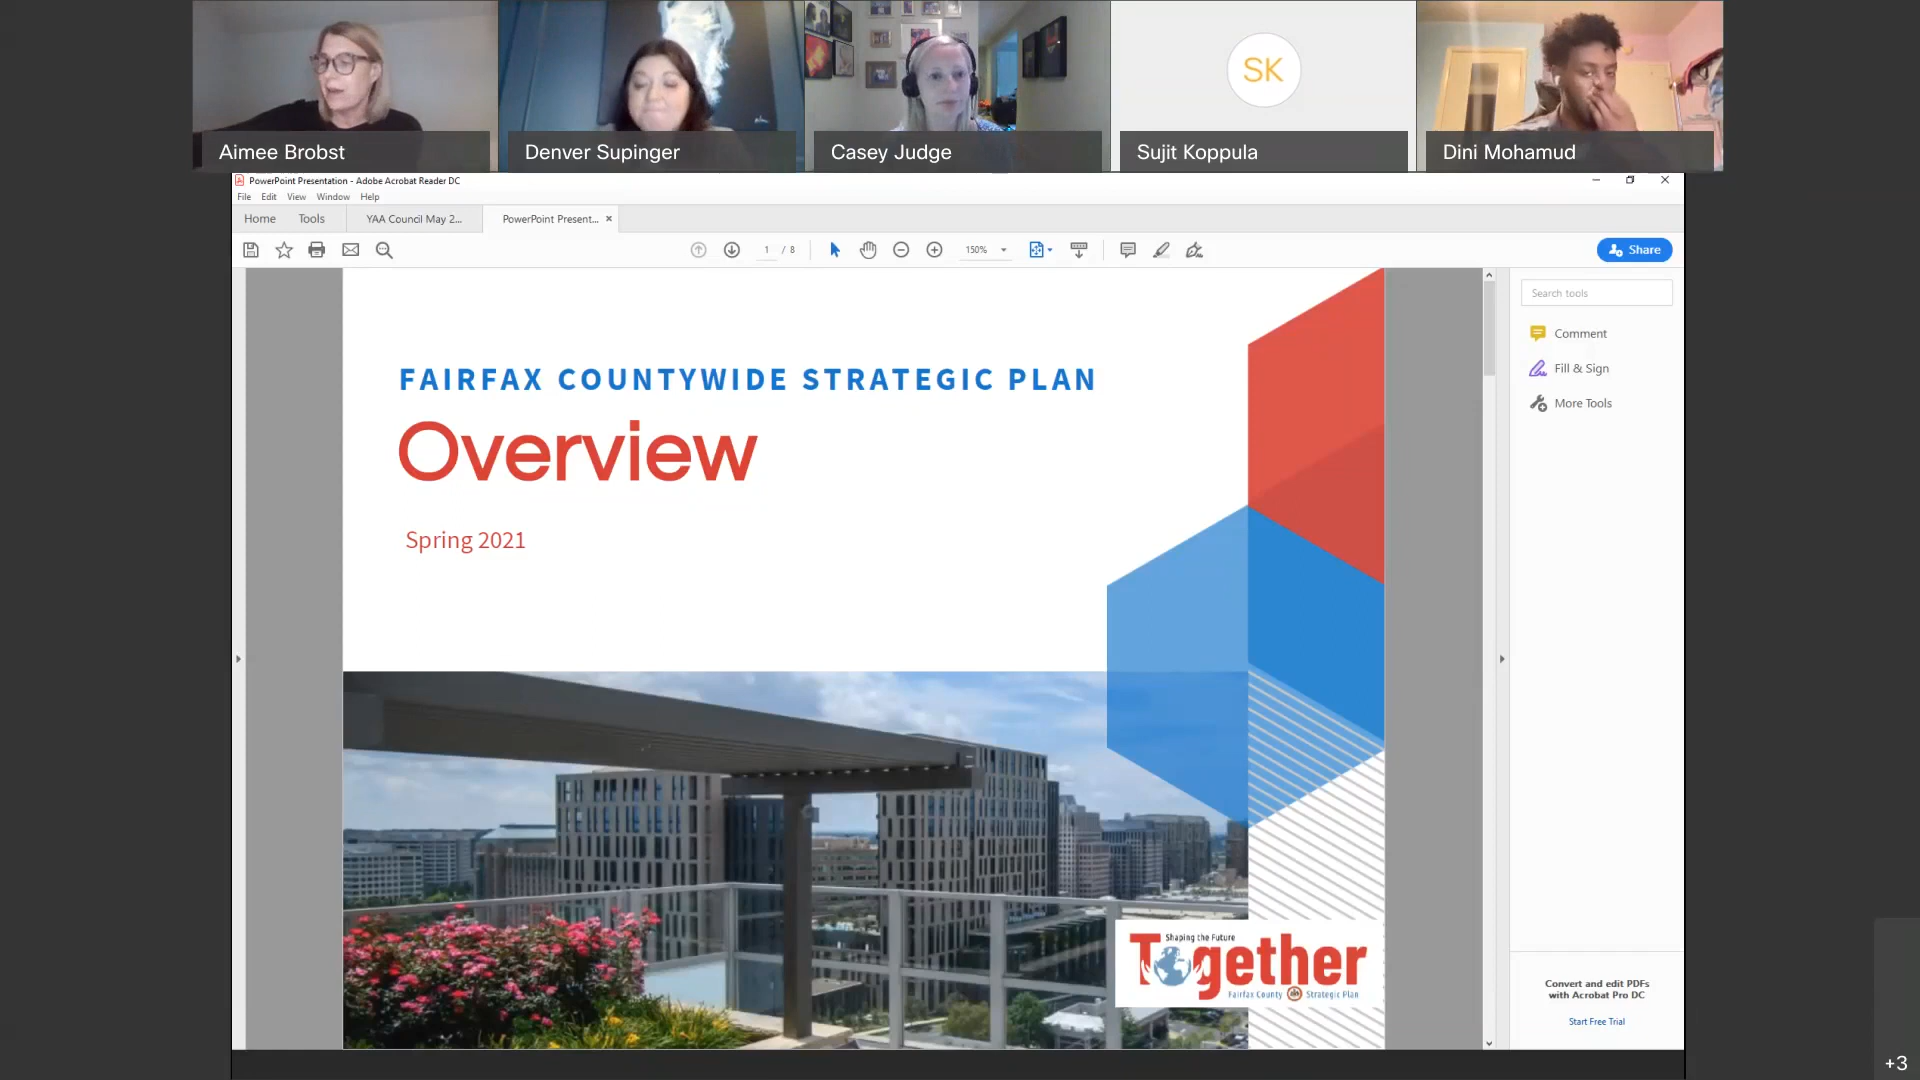 SK
Aimee Brobst
Denver Supinger
Casey Judge
Sujit Koppula
Dini Mohamud
PowerPoint Presentation - Adobe Acrobat Reader DC
File Edit View Window Help
Home Tools YAA Council May 2... PowerPoint Present... ×
1 / 8 150% Share
Search tools
Comment
Fill & Sign
More Tools
FAIRFAX COUNTYWIDE STRATEGIC PLAN
Overview
Spring 2021
Shaping the Future
Together
Fairfax County Strategic Plan
Convert and edit PDFs
with Acrobat Pro DC
Start Free Trial
+3